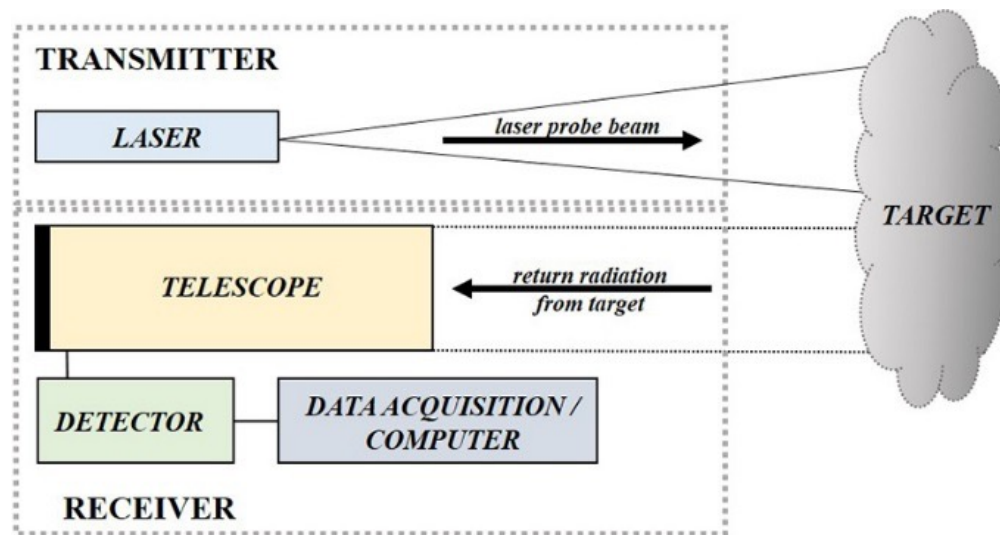 TRANSMITTER
LASER
laser probe beam
TARGET
TELESCOPE
return radiation
from target
DETECTOR
DATA ACQUISITION /
COMPUTER
RECEIVER